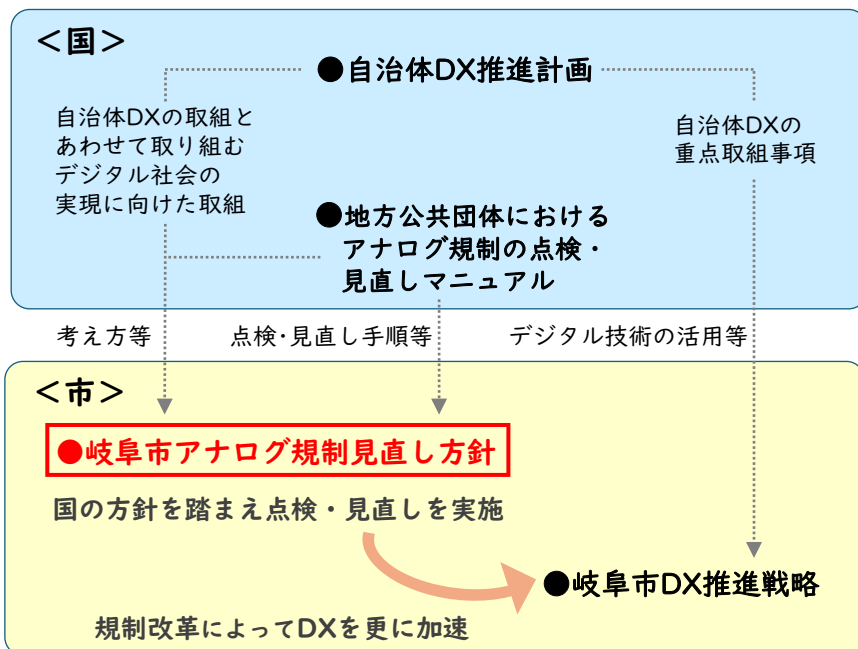 ＜国＞
●自治体DX推進計画
自治体DXの取組と
あわせて取り組む
デジタル社会の
実現に向けた取組
自治体DXの
重点取組事項
●地方公共団体における
アナログ規制の点検・
見直しマニュアル
考え方等
点検・見直し手順等
デジタル技術の活用等
＜市＞
●岐阜市アナログ規制見直し方針
国の方針を踏まえ点検・見直しを実施
●岐阜市DX推進戦略
規制改革によってDXを更に加速